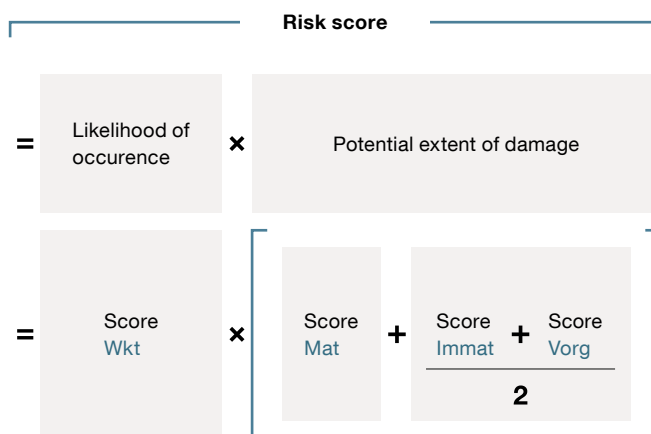 Risk score
= Likelihood of occurence × Potential extent of damage
= Score Wkt × Score Mat + Score Immat + Score Vorg
2